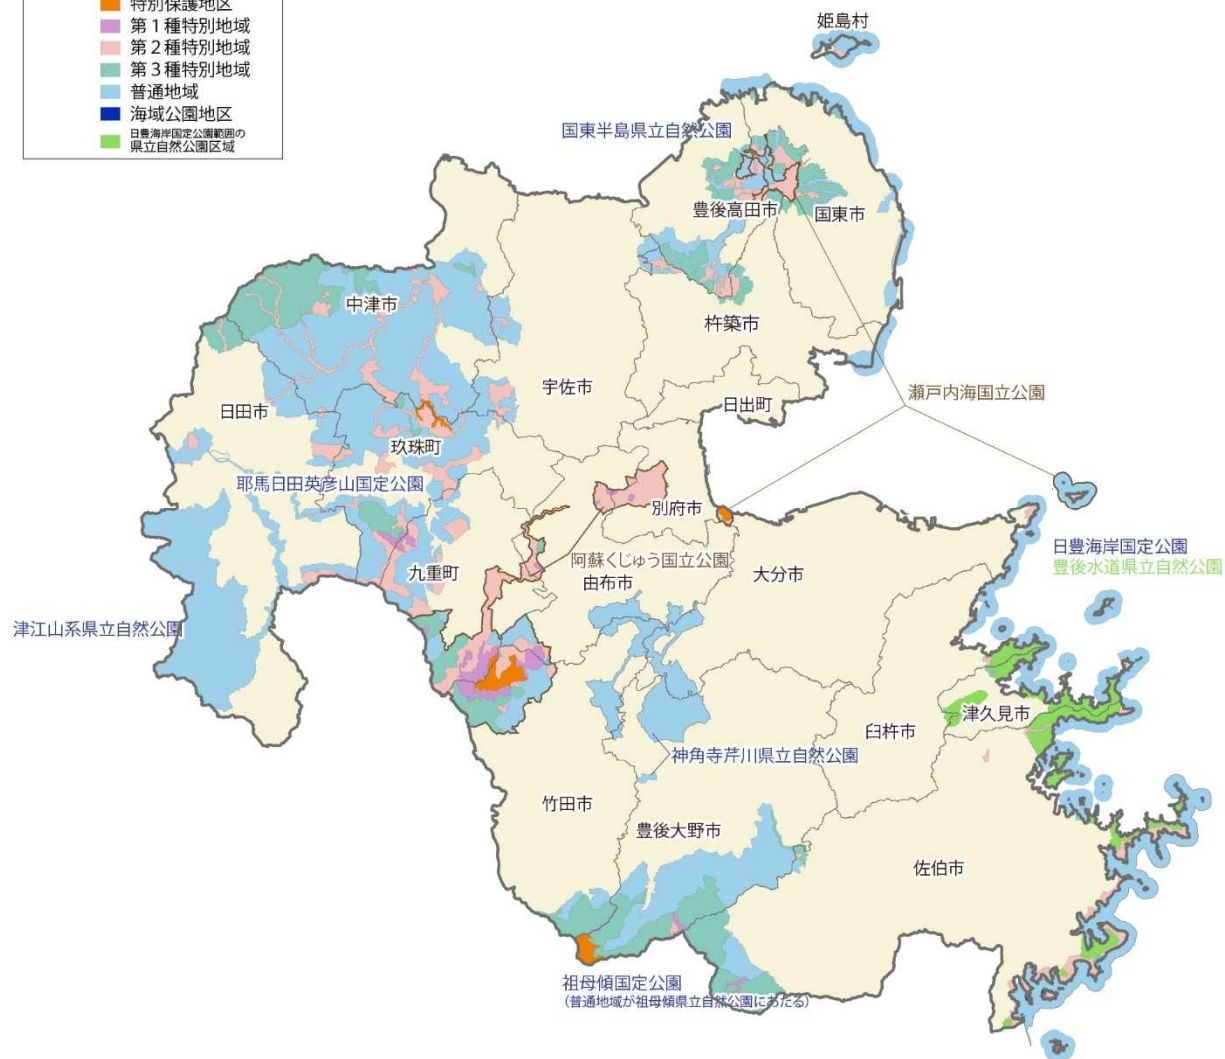 特別保護地区
第１種特別地域
第２種特別地域
第３種特別地域
普通地域
海域公園地区
日豊海岸国定公園範囲の
県立自然公園区域
姫島村
国東半島県立自然公園
豊後高田市
国東市
中津市
杵築市
宇佐市
日田市
日出町
瀬戸内海国立公園
玖珠町
耶馬日田英彦山国定公園
別府市
日豊海岸国定公園
豊後水道県立自然公園
阿蘇くじゅう国立公園
九重町
由布市
大分市
津江山系県立自然公園
津久見市
臼杵市
神角寺芹川県立自然公園
竹田市
豊後大野市
佐伯市
祖母傾国定公園
（普通地域が祖母傾県立自然公園にあたる）